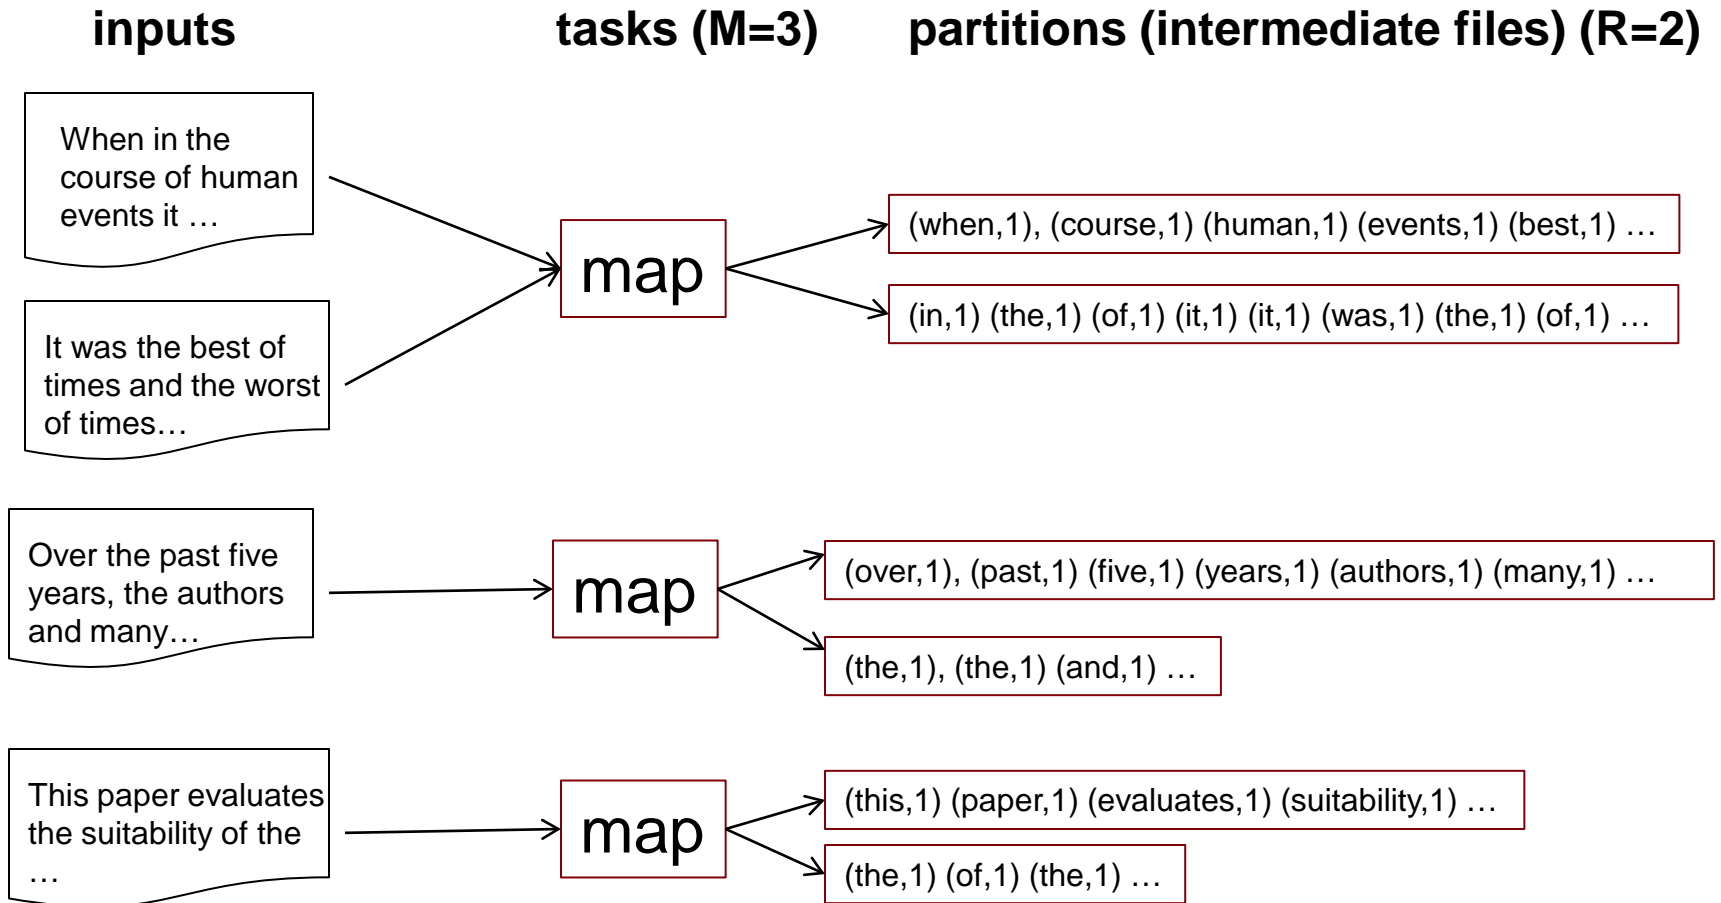 inputs
tasks (M=3)
partitions (intermediate files) (R=2)
When in the
course of human
events it …
It was the best of
times and the worst
of times…
map
(when,1), (course,1) (human,1) (events,1) (best,1) …
(in,1) (the,1) (of,1) (it,1) (it,1) (was,1) (the,1) (of,1) …
Over the past five
years, the authors
and many…
map
(over,1), (past,1) (five,1) (years,1) (authors,1) (many,1) …
(the,1), (the,1) (and,1) …
This paper evaluates
the suitability of the
…
map
(this,1) (paper,1) (evaluates,1) (suitability,1) …
(the,1) (of,1) (the,1) …